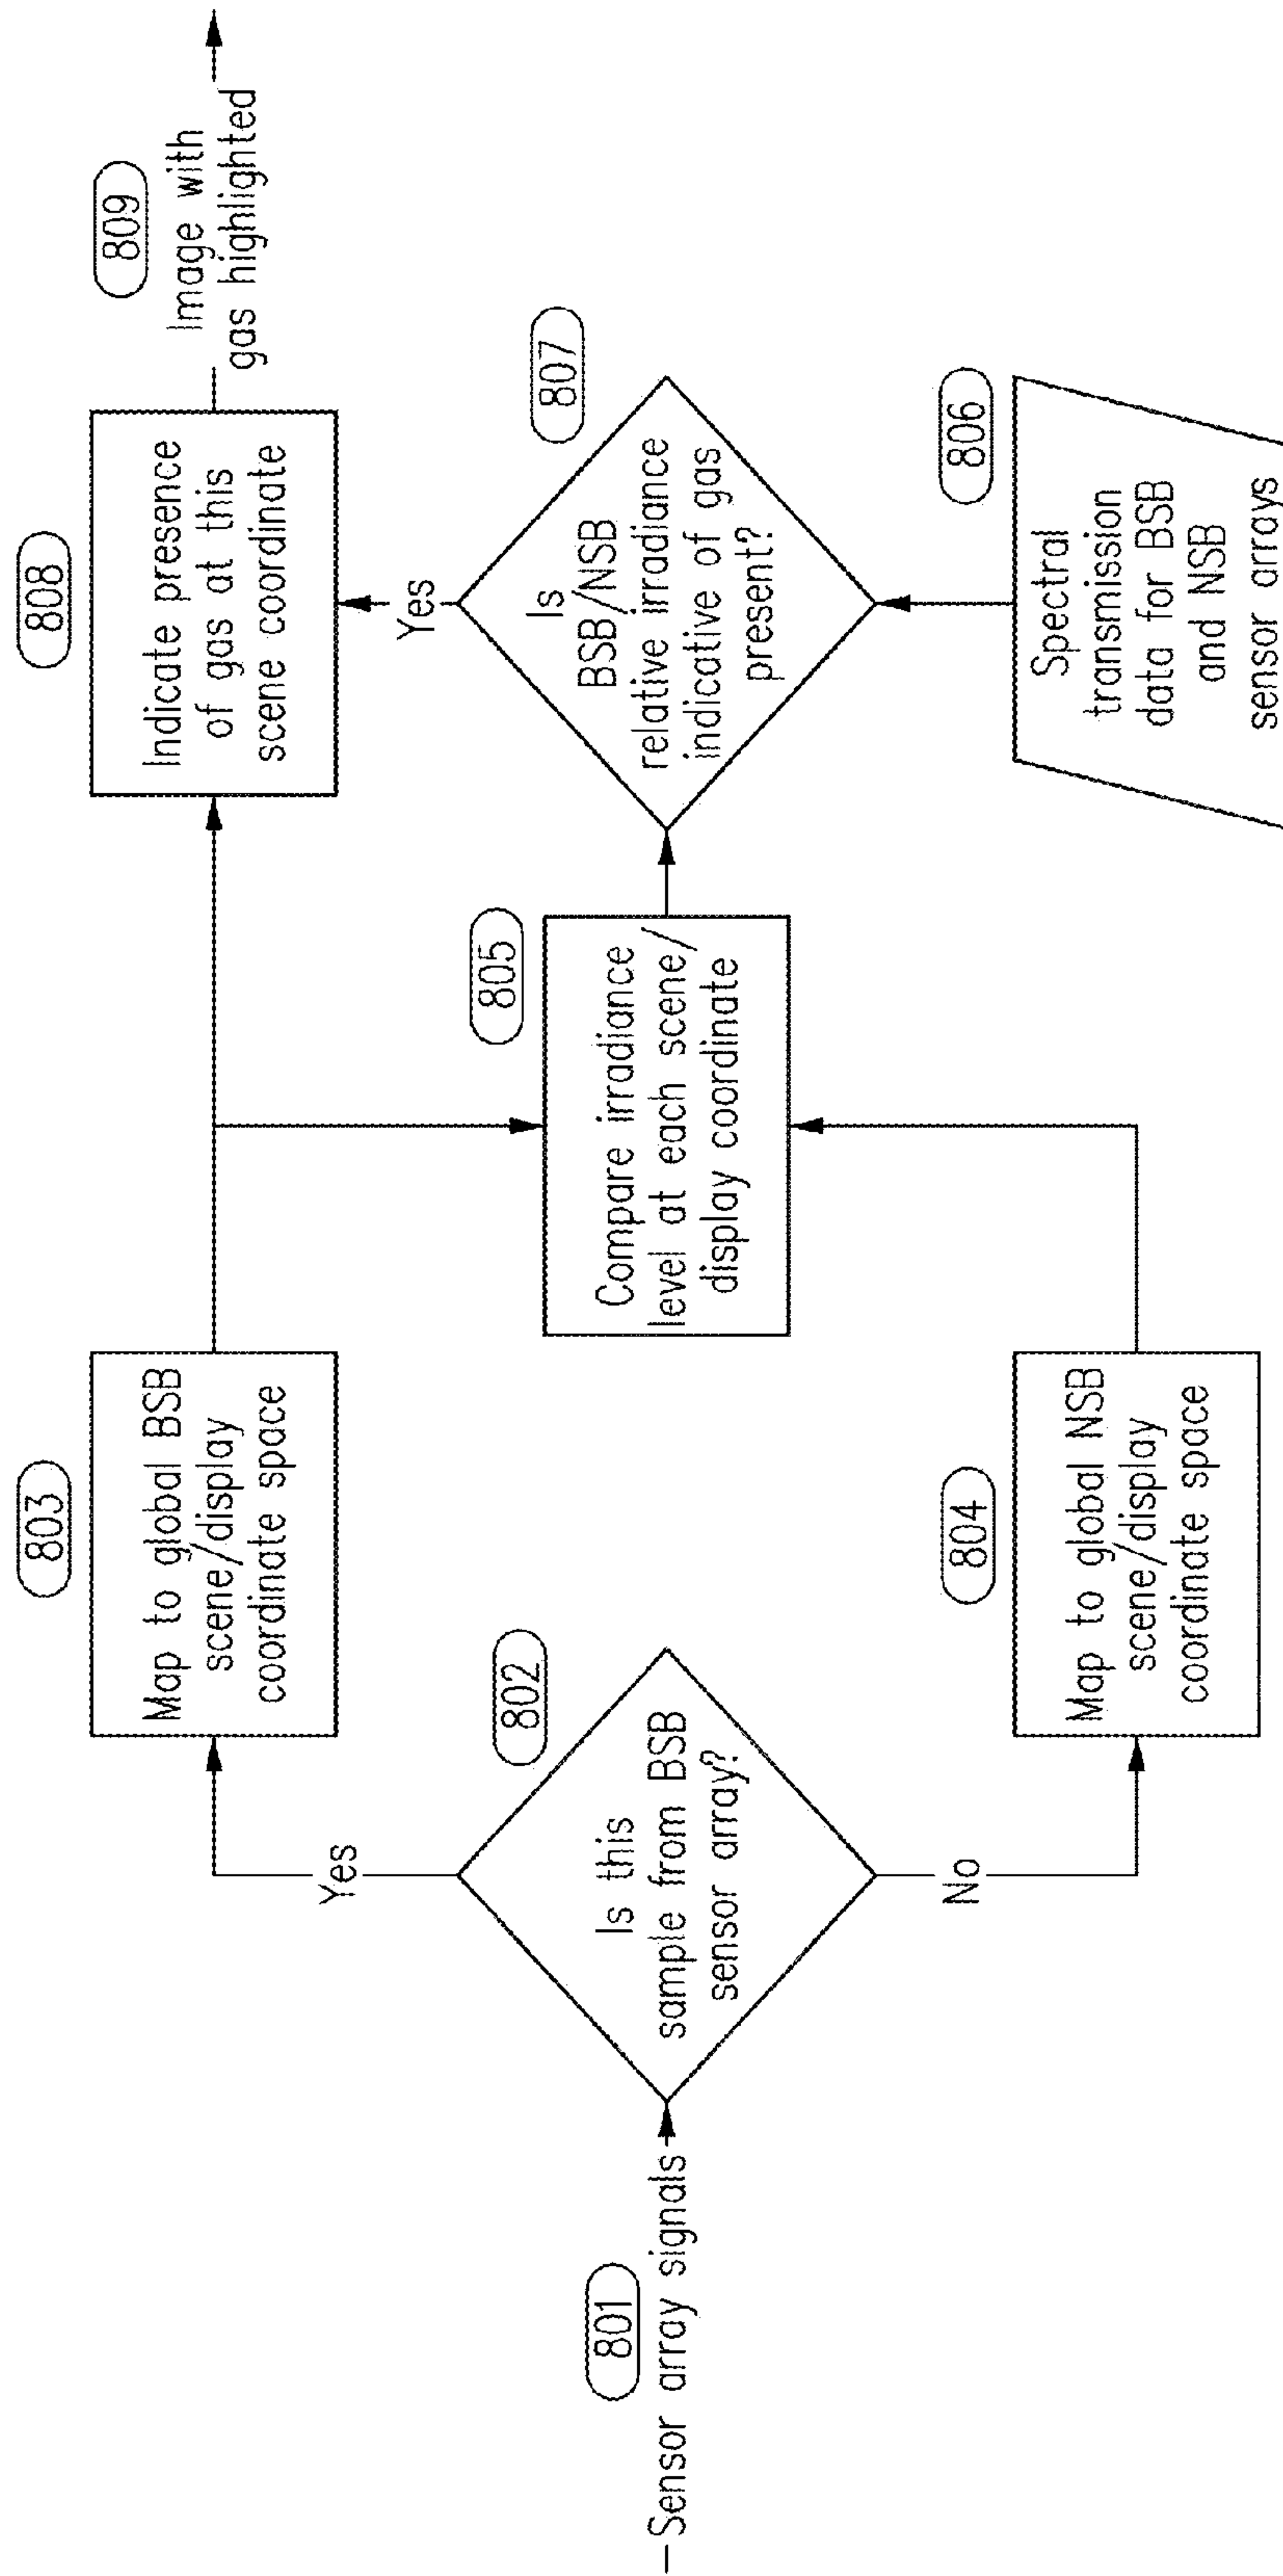 801
Sensor array signals
802
Is this
sample from BSB
sensor array?
Yes
No
803
Map to global BSB
scene/display
coordinate space
804
Map to global NSB
scene/display
coordinate space
805
Compare irradiance
level at each scene/
display coordinate
806
Spectral
transmission
data for BSB
and NSB
sensor arrays
807
Is
BSB/NSB
relative irradiance
indicative of gas
present?
Yes
808
Indicate presence
of gas at this
scene coordinate
809
Image with
gas highlighted